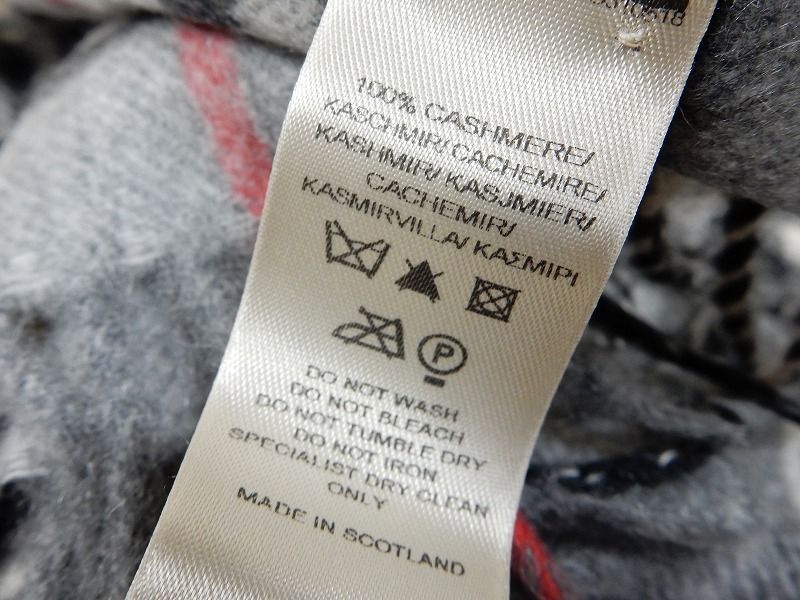 100% CASHMERE/
KASCHMIR/ CACHEMIRE/
KASHMIR/ KASJMIER/
CACHEMIR/
KASMIRVILLA/ ΚΑΣΜΙΡΙ
P
DO NOT WASH
DO NOT BLEACH
DO NOT TUMBLE DRY
DO NOT IRON
SPECIALIST DRY CLEAN
ONLY
MADE IN SCOTLAND